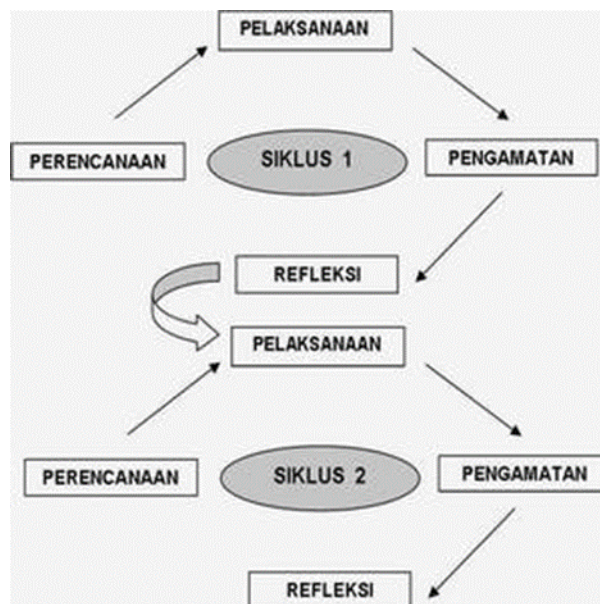 PELAKSANAAN
PERENCANAAN
SIKLUS 1
PENGAMATAN
REFLEKSI
PELAKSANAAN
PERENCANAAN
SIKLUS 2
PENGAMATAN
REFLEKSI